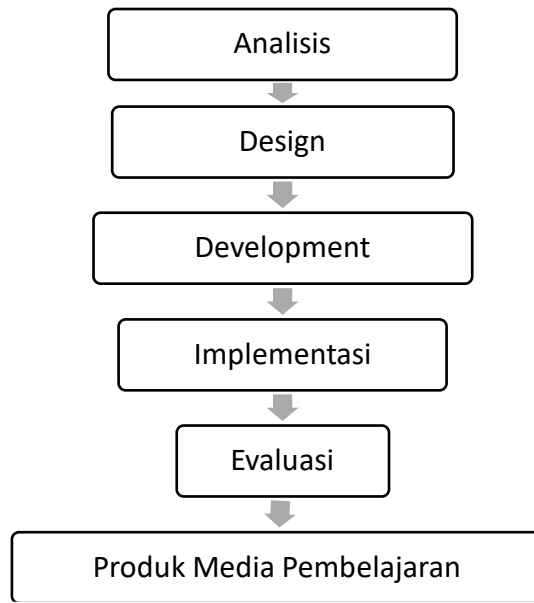 Analisis
Design
Development
Implementasi
Evaluasi
Produk Media Pembelajaran